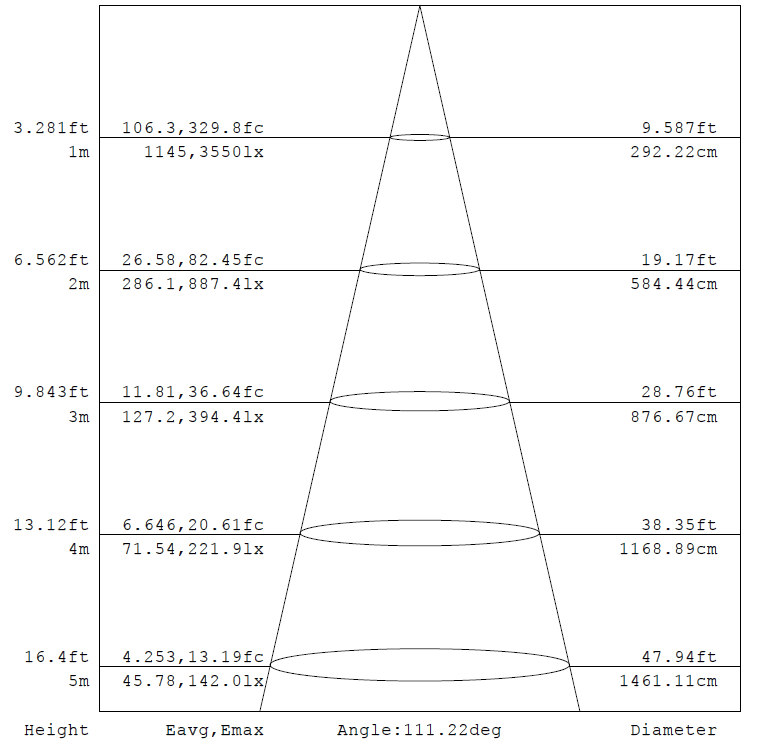 3.281ft 106.3,329.8fc 9.587ft
1m 1145,3550lx 292.22cm
6.562ft 26.58,82.45fc 19.17ft
2m 286.1,887.4lx 584.44cm
9.843ft 11.81,36.64fc 28.76ft
3m 127.2,394.4lx 876.67cm
13.12ft 6.646,20.61fc 38.35ft
4m 71.54,221.9lx 1168.89cm
16.4ft 4.253,13.19fc 47.94ft
5m 45.78,142.0lx 1461.11cm
Height Eavg,Emax Angle:111.22deg Diameter